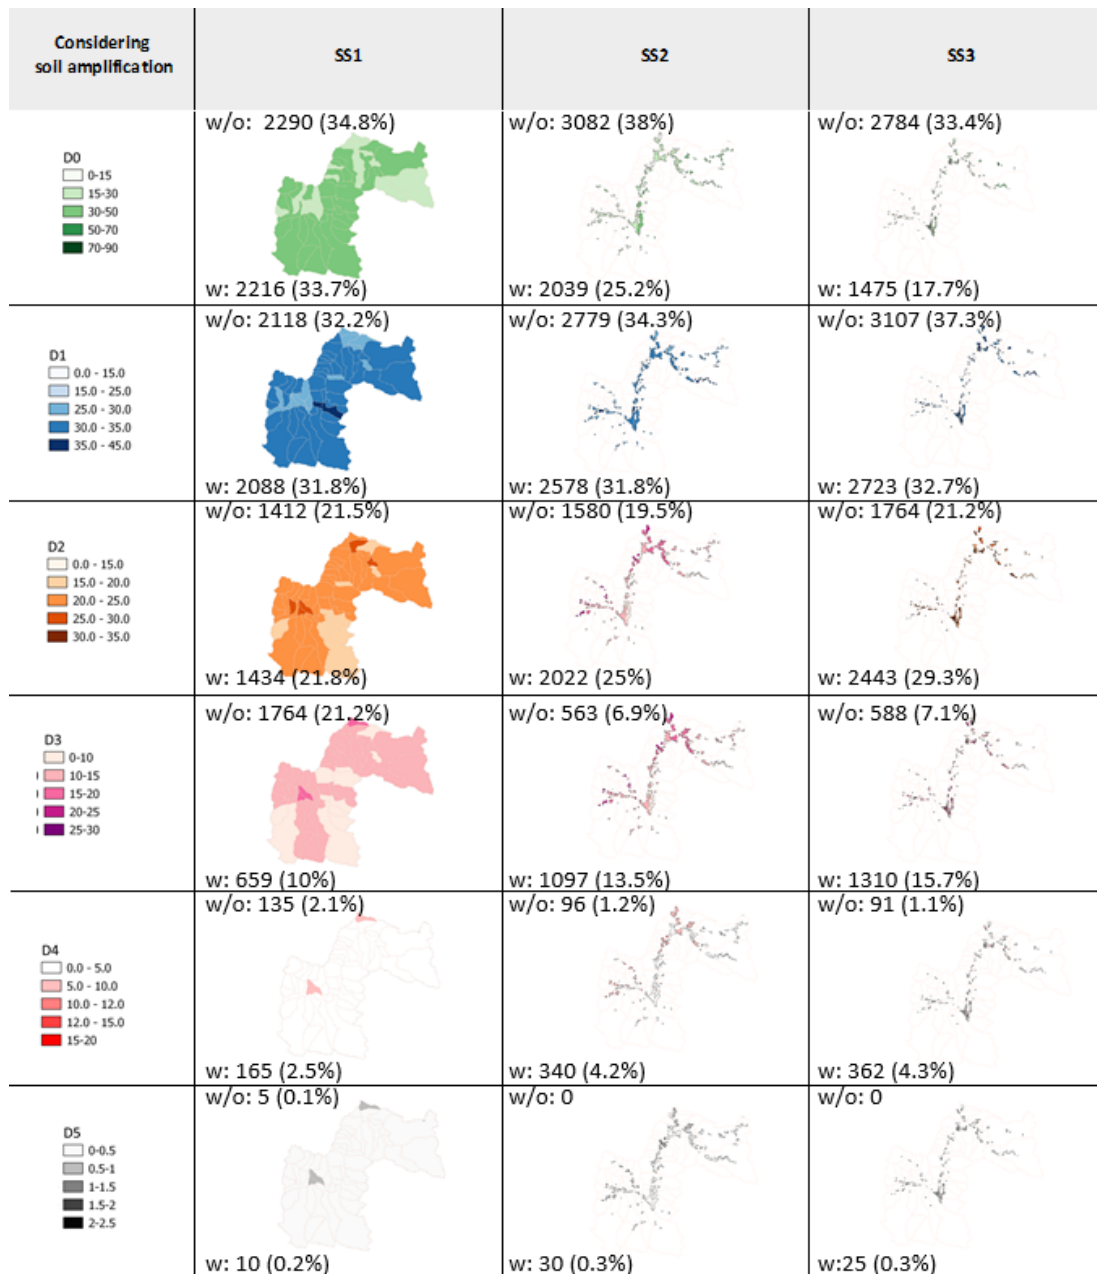 Considering
soil amplification
SS1
SS2
SS3
D0
0-15
15-30
30-50
50-70
70-90
w/o: 2290 (34.8%)
w: 2216 (33.7%)
w/o: 3082 (38%)
w: 2039 (25.2%)
w/o: 2784 (33.4%)
w: 1475 (17.7%)
D1
0.0 - 15.0
15.0 - 25.0
25.0 - 30.0
30.0 - 35.0
35.0 - 45.0
w/o: 2118 (32.2%)
w: 2088 (31.8%)
w/o: 2779 (34.3%)
w: 2578 (31.8%)
w/o: 3107 (37.3%)
w: 2723 (32.7%)
D2
0.0 - 15.0
15.0 - 20.0
20.0 - 25.0
25.0 - 30.0
30.0 - 35.0
w/o: 1412 (21.5%)
w: 1434 (21.8%)
w/o: 1580 (19.5%)
w: 2022 (25%)
w/o: 1764 (21.2%)
w: 2443 (29.3%)
D3
0-10
10-15
15-20
20-25
25-30
w/o: 1764 (21.2%)
w: 659 (10%)
w/o: 563 (6.9%)
w: 1097 (13.5%)
w/o: 588 (7.1%)
w: 1310 (15.7%)
D4
0.0 - 5.0
5.0 - 10.0
10.0 - 12.0
12.0 - 15.0
15-20
w/o: 135 (2.1%)
w: 165 (2.5%)
w/o: 96 (1.2%)
w: 340 (4.2%)
w/o: 91 (1.1%)
w: 362 (4.3%)
D5
0-0.5
0.5-1
1-1.5
1.5-2
2-2.5
w/o: 5 (0.1%)
w: 10 (0.2%)
w/o: 0
w: 30 (0.3%)
w/o: 0
w:25 (0.3%)